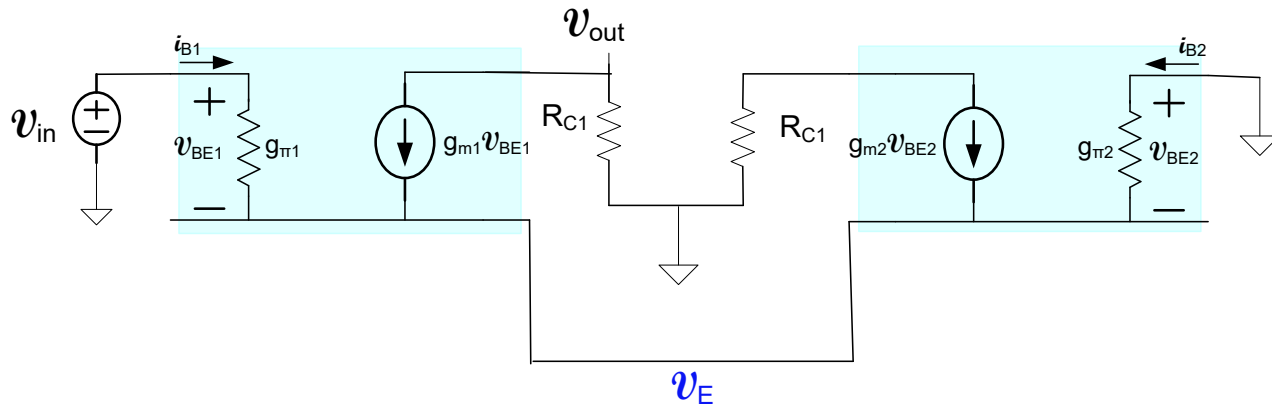 v_out
i_B1
i_B2
+
+
v_in
+
−
v_BE1
g_π1
g_m1 v_BE1
R_C1
R_C1
g_m2 v_BE2
g_π2
v_BE2
−
−
v_E